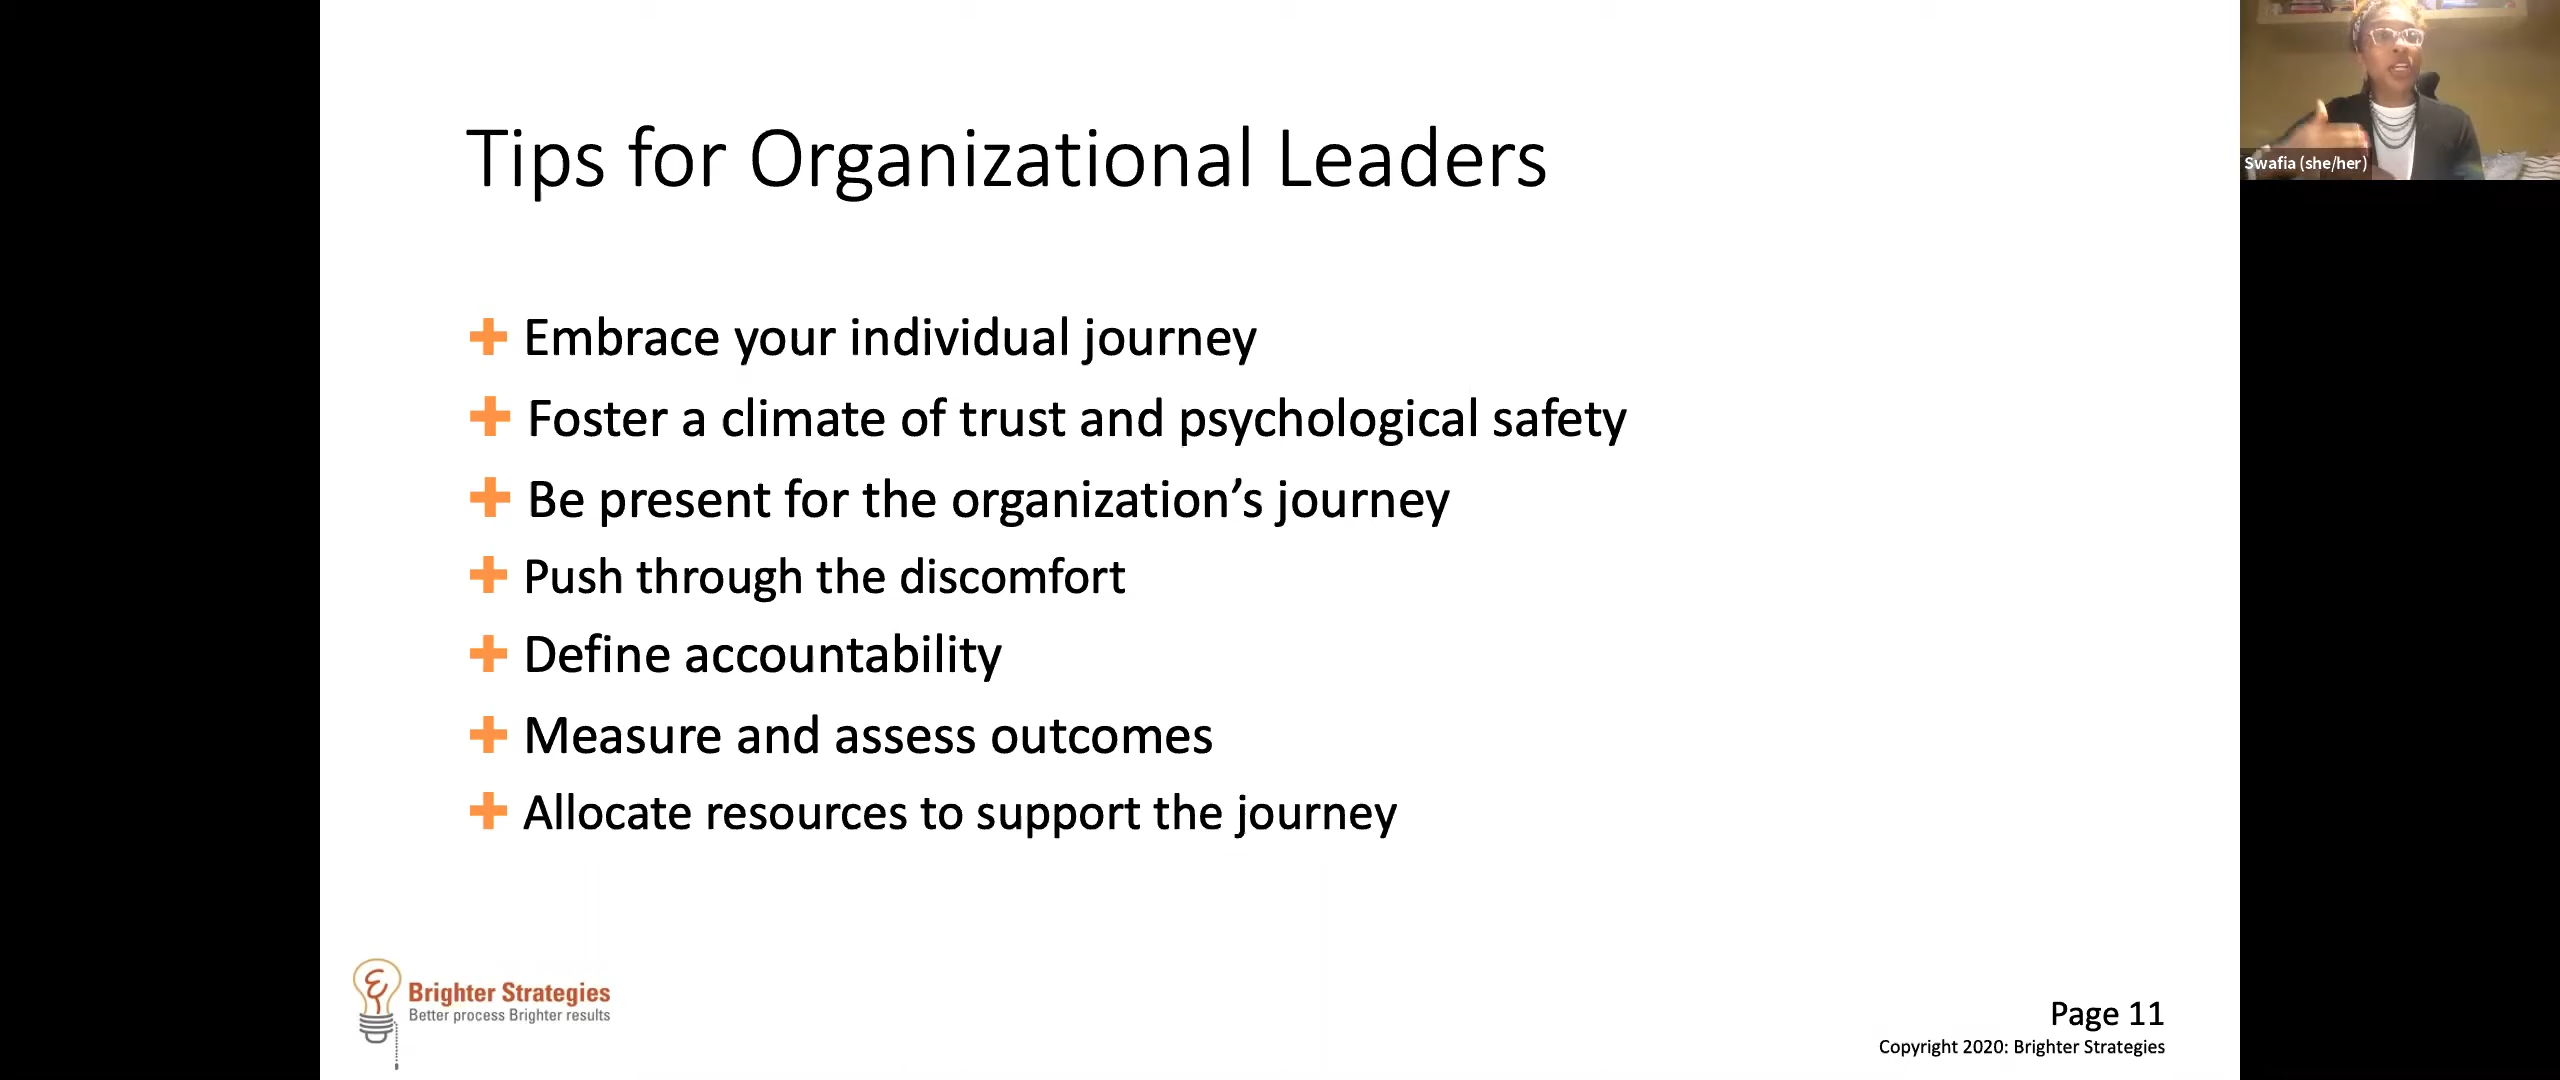 Tips for Organizational Leaders
Embrace your individual journey
Foster a climate of trust and psychological safety
Be present for the organization’s journey
Push through the discomfort
Define accountability
Measure and assess outcomes
Allocate resources to support the journey
Brighter Strategies
Better process Brighter results
Page 11
Copyright 2020: Brighter Strategies
Swafia (she/her)